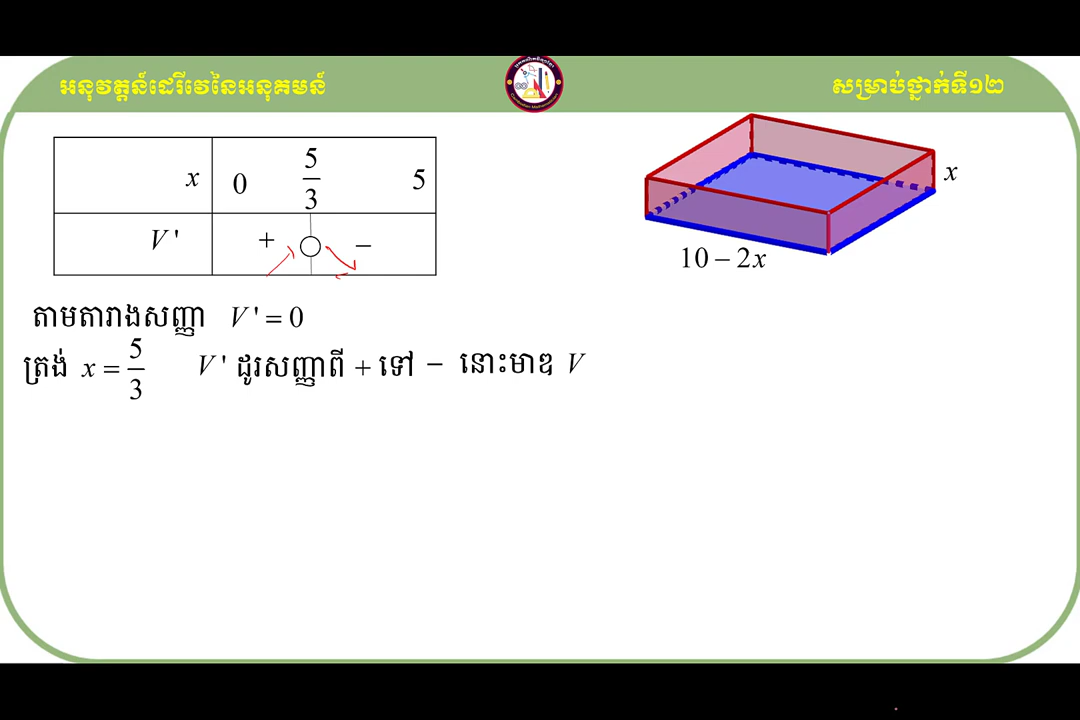 អនុវត្តន៍ដេរីវេនៃអនុគមន៍
សម្រាប់ថ្នាក់ទី១២
x 0 5/3 5
V' + −
x
10 − 2x
តាមតារាងសញ្ញា V' = 0
ត្រង់ x = 5/3 V' ដូរសញ្ញាពី + ទៅ − នោះមាឌ V